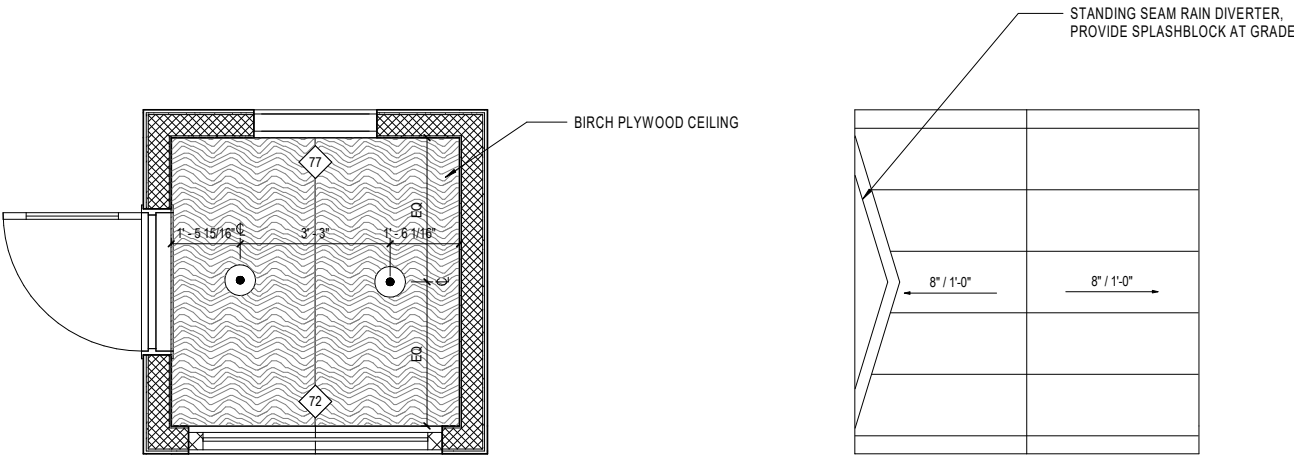 STANDING SEAM RAIN DIVERTER,
PROVIDE SPLASHBLOCK AT GRADE
BIRCH PLYWOOD CEILING
77
EQ
1' - 5 15/16"
3' - 3"
1' - 6 1/16"
8" / 1'-0"
8" / 1'-0"
EQ
72